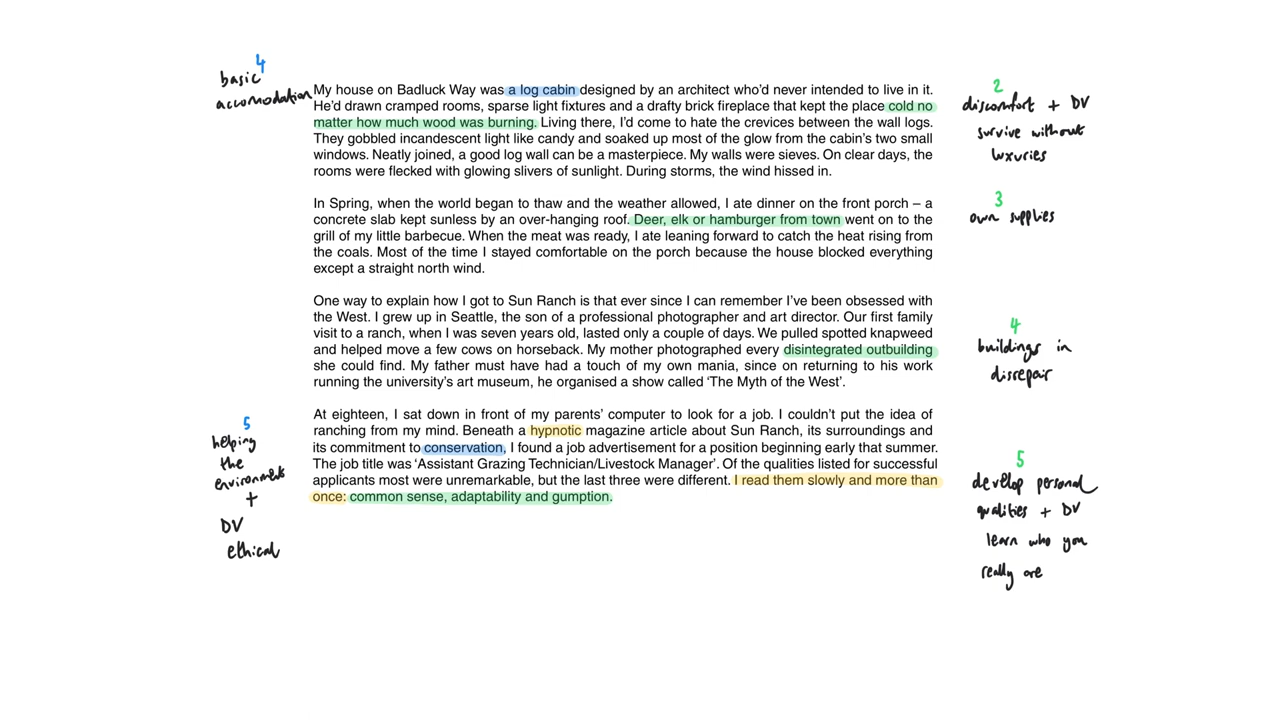 4
basic
accomodation
My house on Badluck Way was a log cabin designed by an architect who'd never intended to live in it.
He'd drawn cramped rooms, sparse light fixtures and a drafty brick fireplace that kept the place cold no
matter how much wood was burning. Living there, I'd come to hate the crevices between the wall logs.
They gobbled incandescent light like candy and soaked up most of the glow from the cabin's two small
windows. Neatly joined, a good log wall can be a masterpiece. My walls were sieves. On clear days, the
rooms were flecked with glowing slivers of sunlight. During storms, the wind hissed in.
2
discomfort + DV
survive without
luxuries
In Spring, when the world began to thaw and the weather allowed, I ate dinner on the front porch – a
concrete slab kept sunless by an over-hanging roof. Deer, elk or hamburger from town went on to the
grill of my little barbecue. When the meat was ready, I ate leaning forward to catch the heat rising from
the coals. Most of the time I stayed comfortable on the porch because the house blocked everything
except a straight north wind.
3
own supplies
One way to explain how I got to Sun Ranch is that ever since I can remember I've been obsessed with
the West. I grew up in Seattle, the son of a professional photographer and art director. Our first family
visit to a ranch, when I was seven years old, lasted only a couple of days. We pulled spotted knapweed
and helped move a few cows on horseback. My mother photographed every disintegrated outbuilding
she could find. My father must have had a touch of my own mania, since on returning to his work
running the university's art museum, he organised a show called 'The Myth of the West'.
4
buildings in
disrepair
At eighteen, I sat down in front of my parents' computer to look for a job. I couldn't put the idea of
ranching from my mind. Beneath a hypnotic magazine article about Sun Ranch, its surroundings and
its commitment to conservation, I found a job advertisement for a position beginning early that summer.
The job title was 'Assistant Grazing Technician/Livestock Manager'. Of the qualities listed for successful
applicants most were unremarkable, but the last three were different. I read them slowly and more than
once: common sense, adaptability and gumption.
5
helping
the
environment
+
DV
ethical
5
develop personal
qualities + DV
learn who you
really are